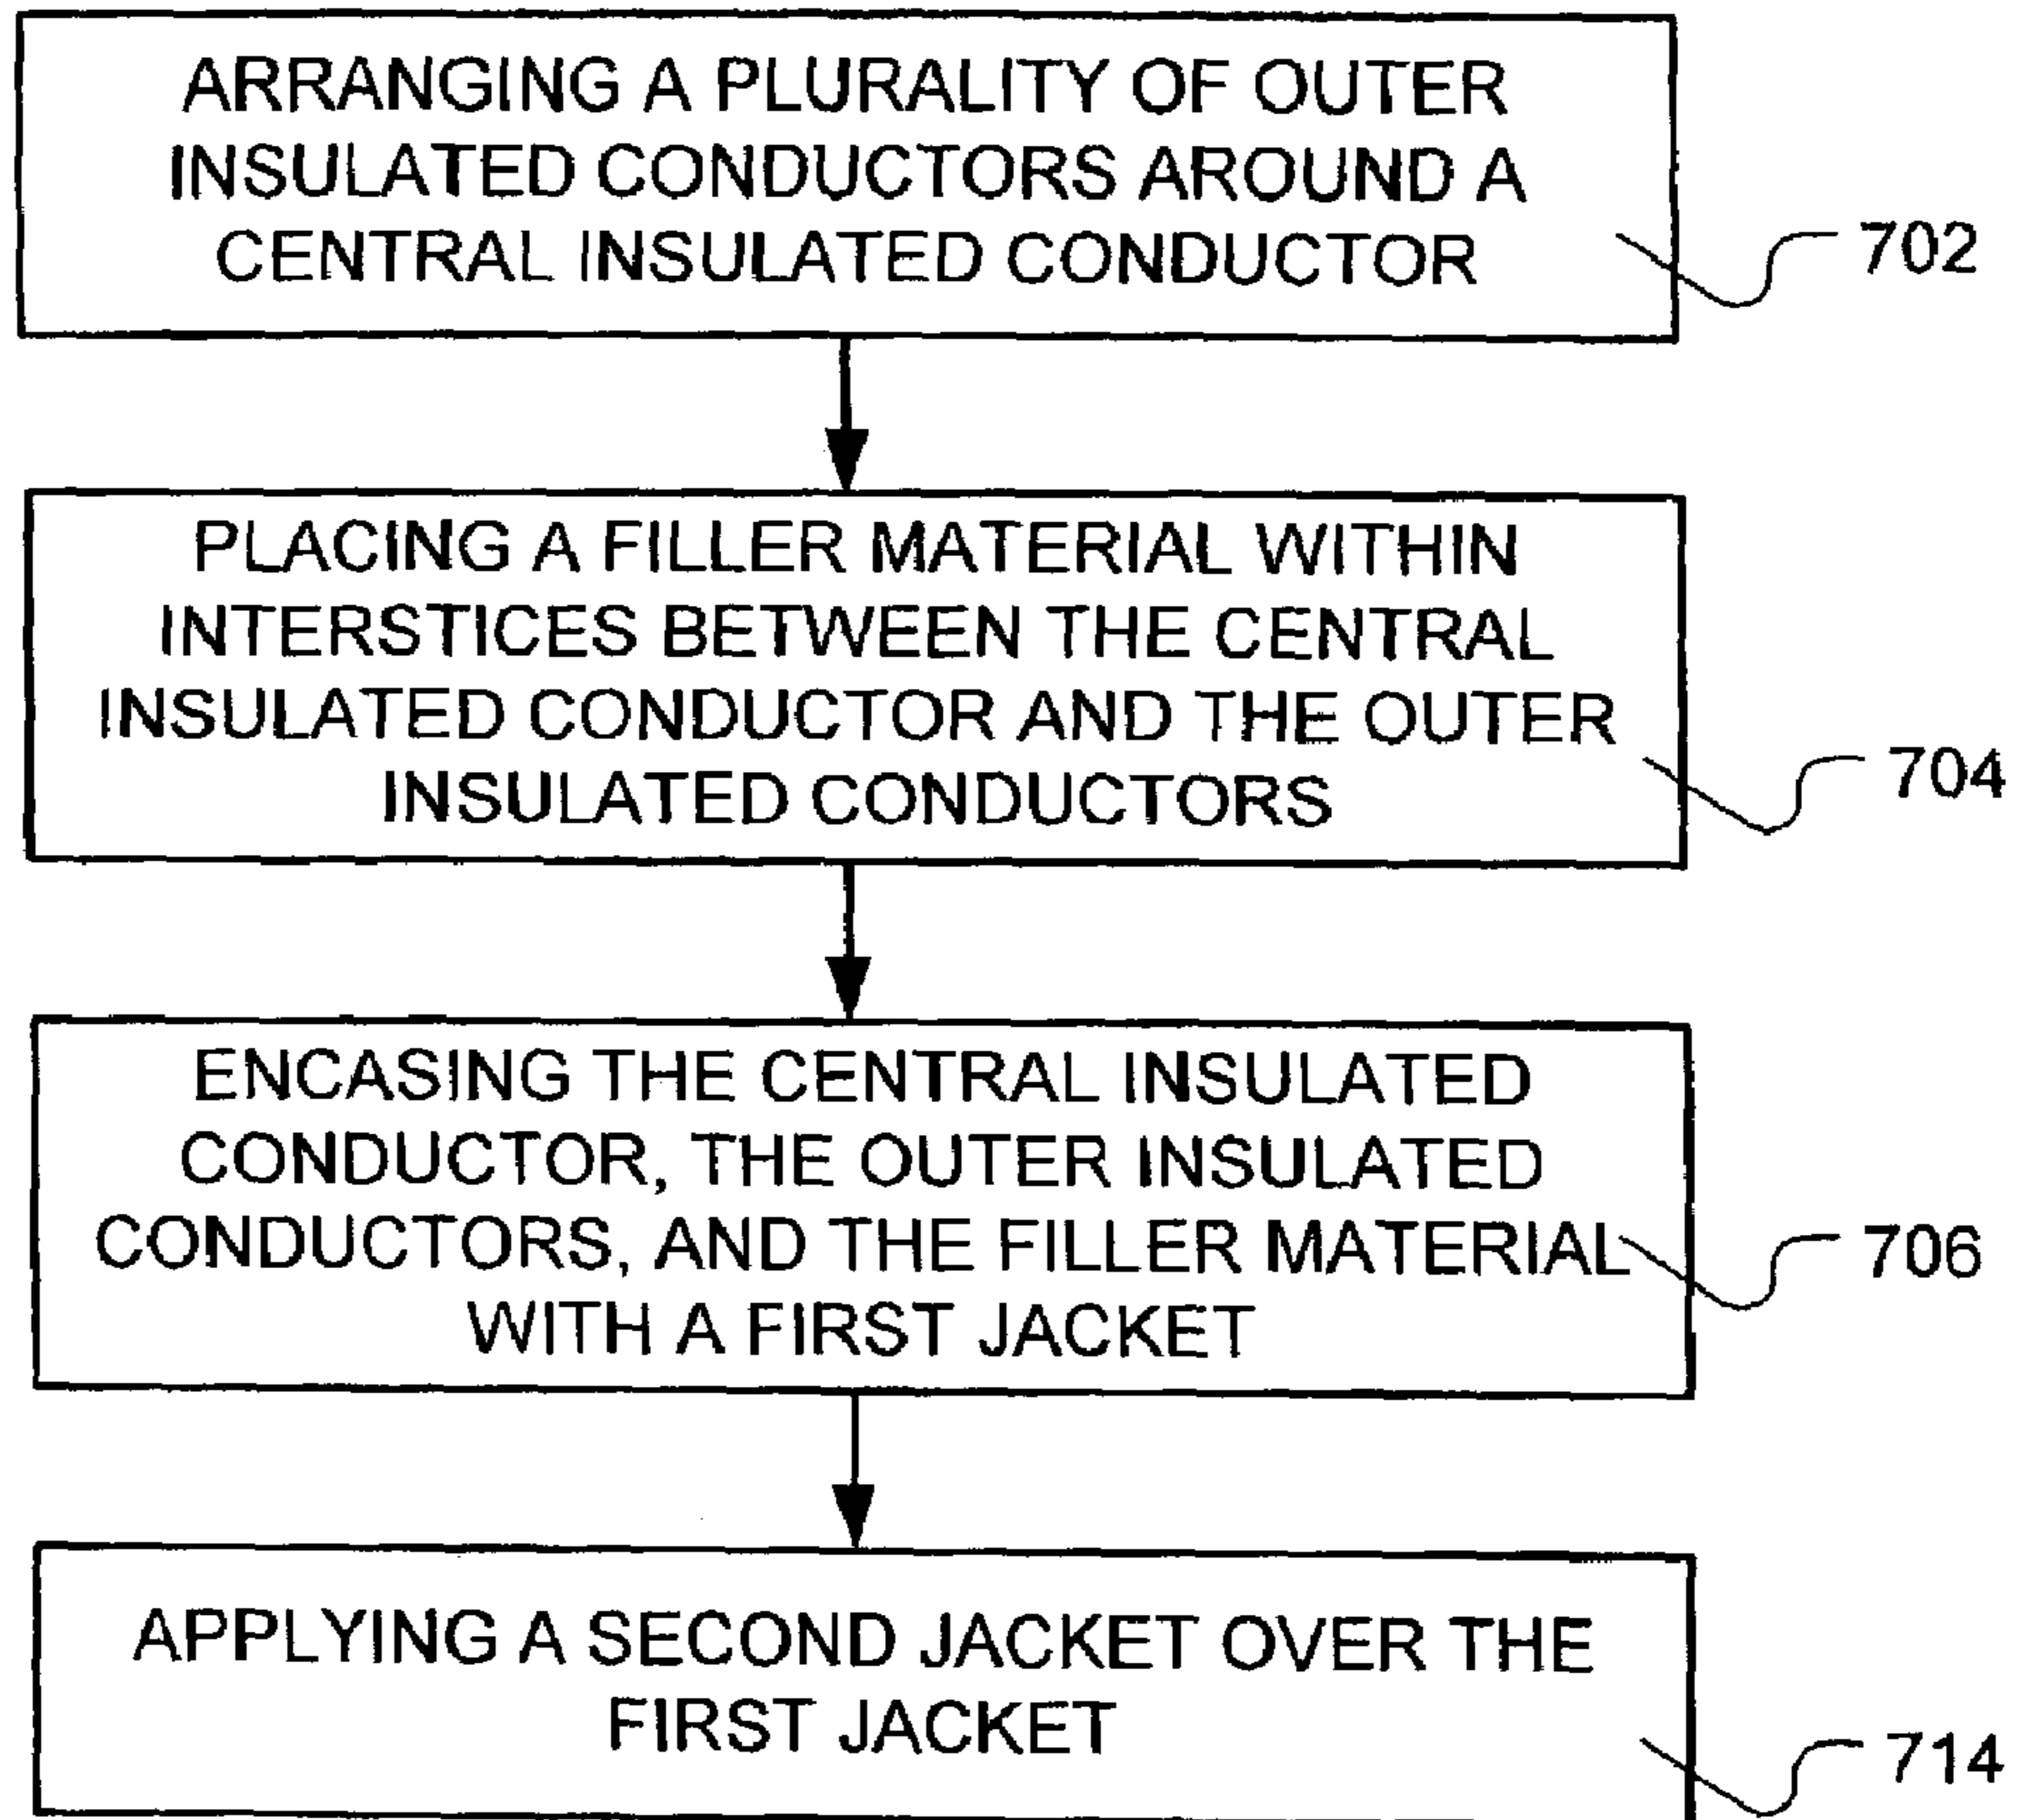 ARRANGING A PLURALITY OF OUTER
INSULATED CONDUCTORS AROUND A
CENTRAL INSULATED CONDUCTOR
702
PLACING A FILLER MATERIAL WITHIN
INTERSTICES BETWEEN THE CENTRAL
INSULATED CONDUCTOR AND THE OUTER
INSULATED CONDUCTORS
704
ENCASING THE CENTRAL INSULATED
CONDUCTOR, THE OUTER INSULATED
CONDUCTORS, AND THE FILLER MATERIAL
WITH A FIRST JACKET
706
APPLYING A SECOND JACKET OVER THE
FIRST JACKET
714